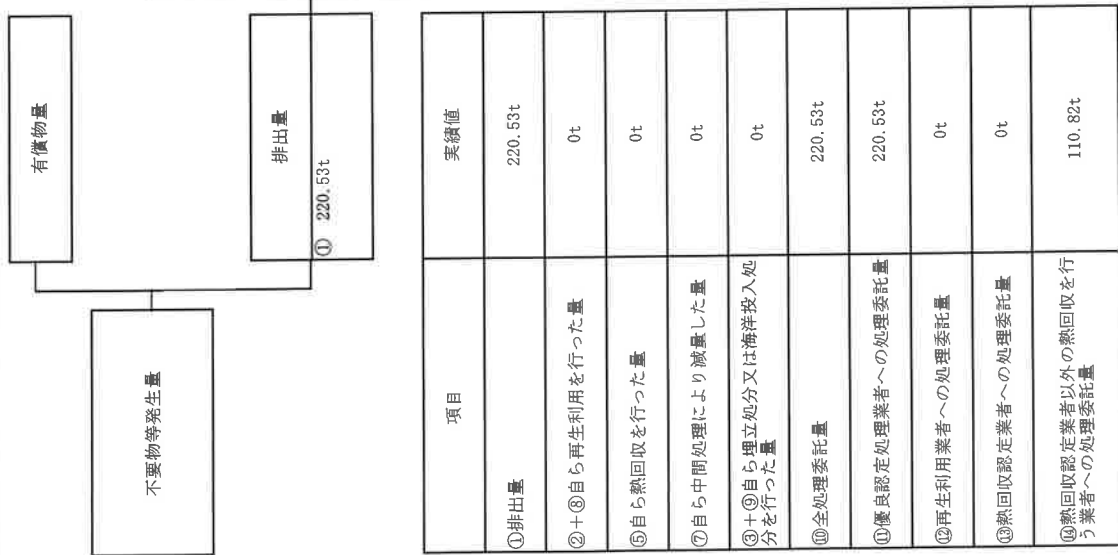 不要物等発生量
有償物量
排出量
① 220.53t
項目 実績値
①排出量 220.53t
②+⑧自ら再生利用を行った量 0t
⑤自ら熱回収を行った量 0t
⑦自ら中間処理により減量した量 0t
③+⑨自ら埋立処分又は海洋投入処
分を行った量 0t
⑩全処理委託量 220.53t
⑪優良認定処理業者への処理委託量 220.53t
⑫再生利用業者への処理委託量 0t
⑬熱回収認定業者への処理委託量 0t
⑭熱回収認定業者以外の熱回収を行
う業者への処理委託量 110.82t